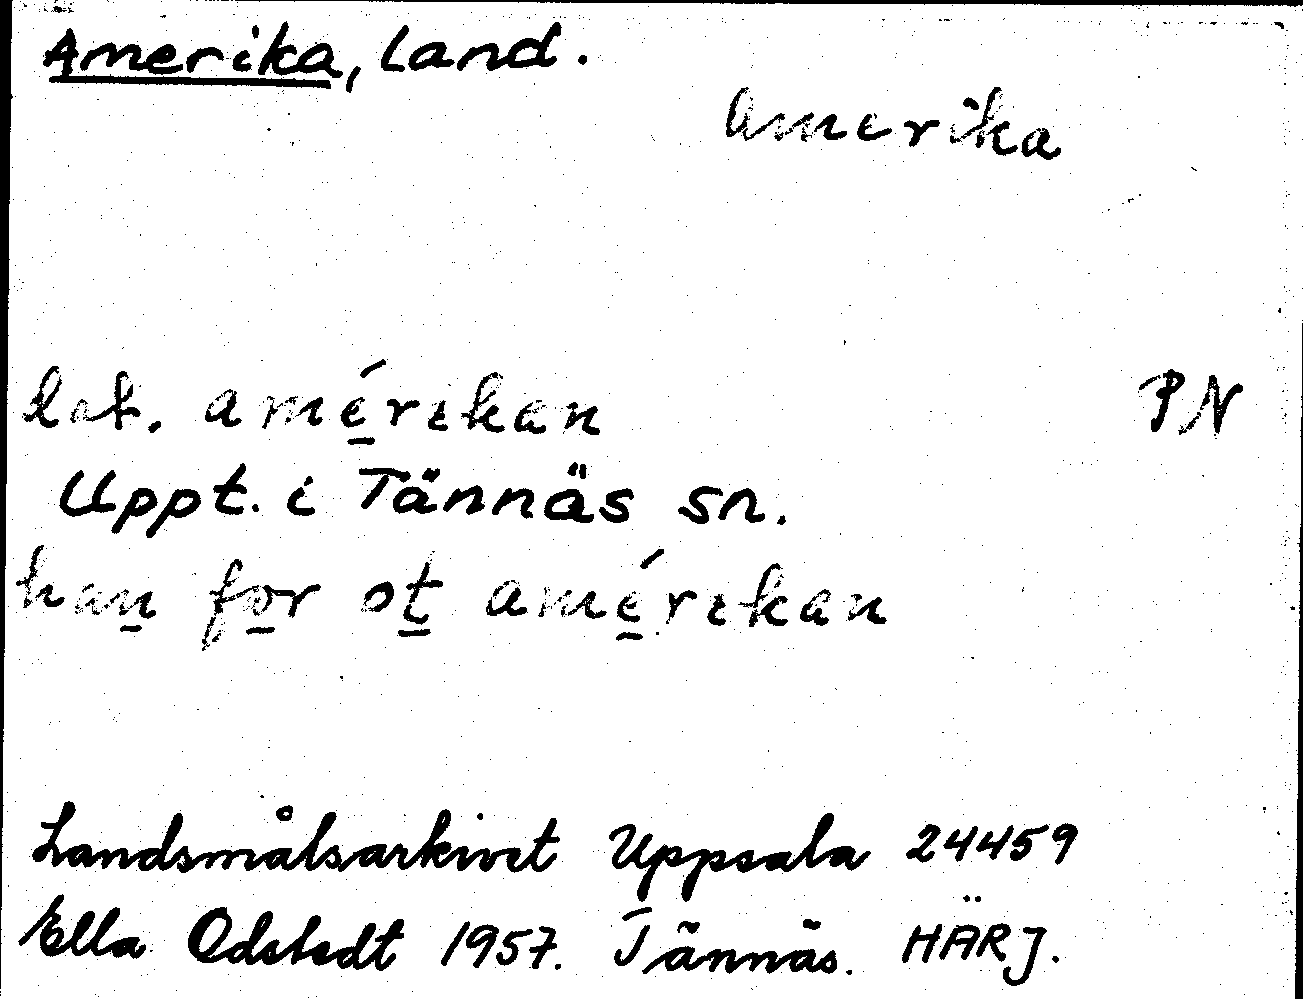 Amerika, land.
Amerika
dat. amérikan
PN
Uppt. i Tännäs sn.
han for ot amérikan
Landsmålsarkivet Uppsala 24459
Ella Odstedt 1957. Tännäs. HÄRJ.